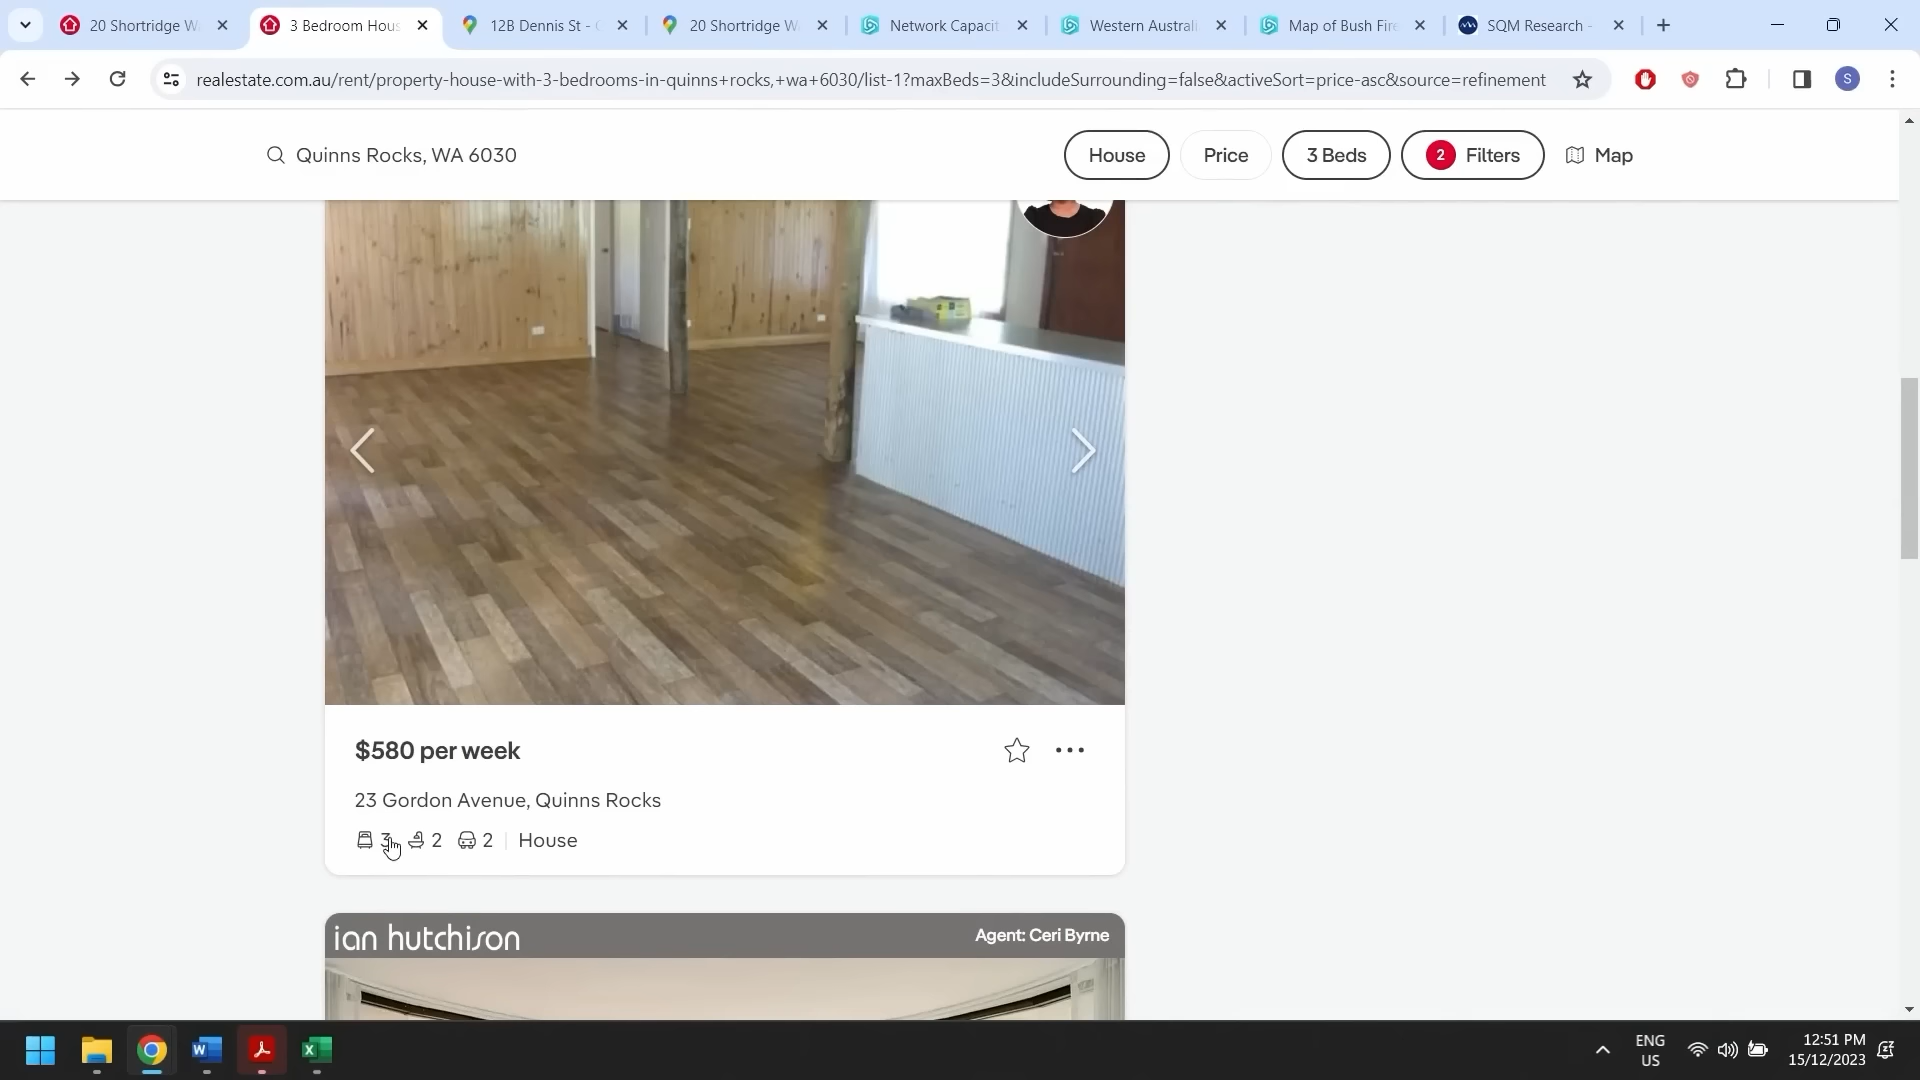 20 Shortridge W
3 Bedroom Hous
12B Dennis St -
20 Shortridge W
Network Capacit
Western Australi
Map of Bush Fire
SQM Research -
realestate.com.au/rent/property-house-with-3-bedrooms-in-quinns+rocks,+wa+6030/list-1?maxBeds=3&includeSurrounding=false&activeSort=price-asc&source=refinement
S
Quinns Rocks, WA 6030
House
Price
3 Beds
2 Filters
Map
$580 per week
23 Gordon Avenue, Quinns Rocks
3 2 2 House
ian hutchison
Agent: Ceri Byrne
ENG
US
12:51 PM
15/12/2023